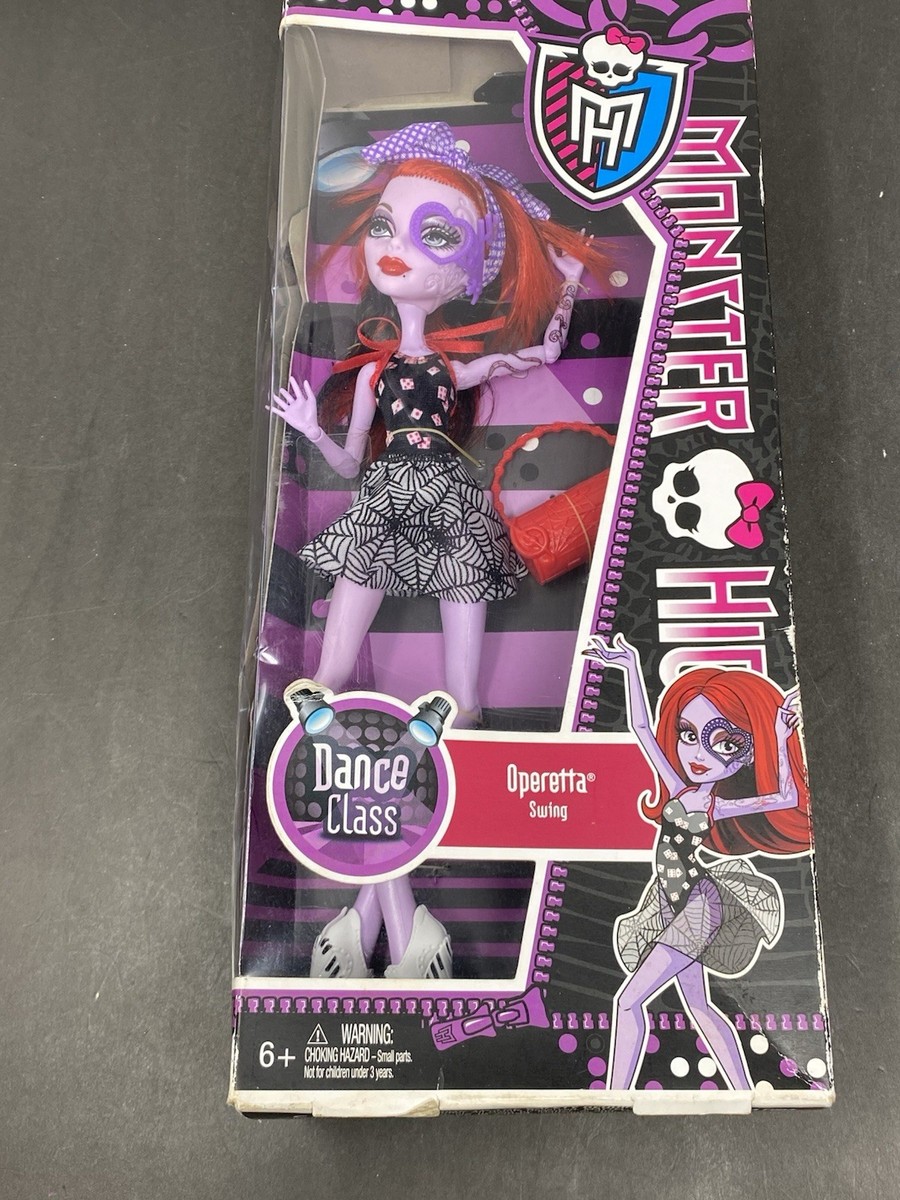 MH
MONSTER HIG
Dance
Class
Operetta®
Swing
6+
WARNING:
CHOKING HAZARD – Small parts.
Not for children under 3 years.